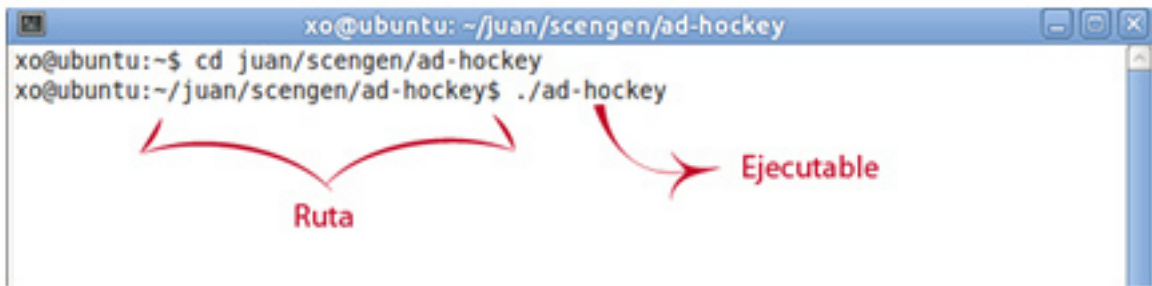 xo@ubuntu: ~/juan/scengen/ad-hockey
xo@ubuntu:~$ cd juan/scengen/ad-hockey
xo@ubuntu:~/juan/scengen/ad-hockey$ ./ad-hockey
Ejecutable
Ruta